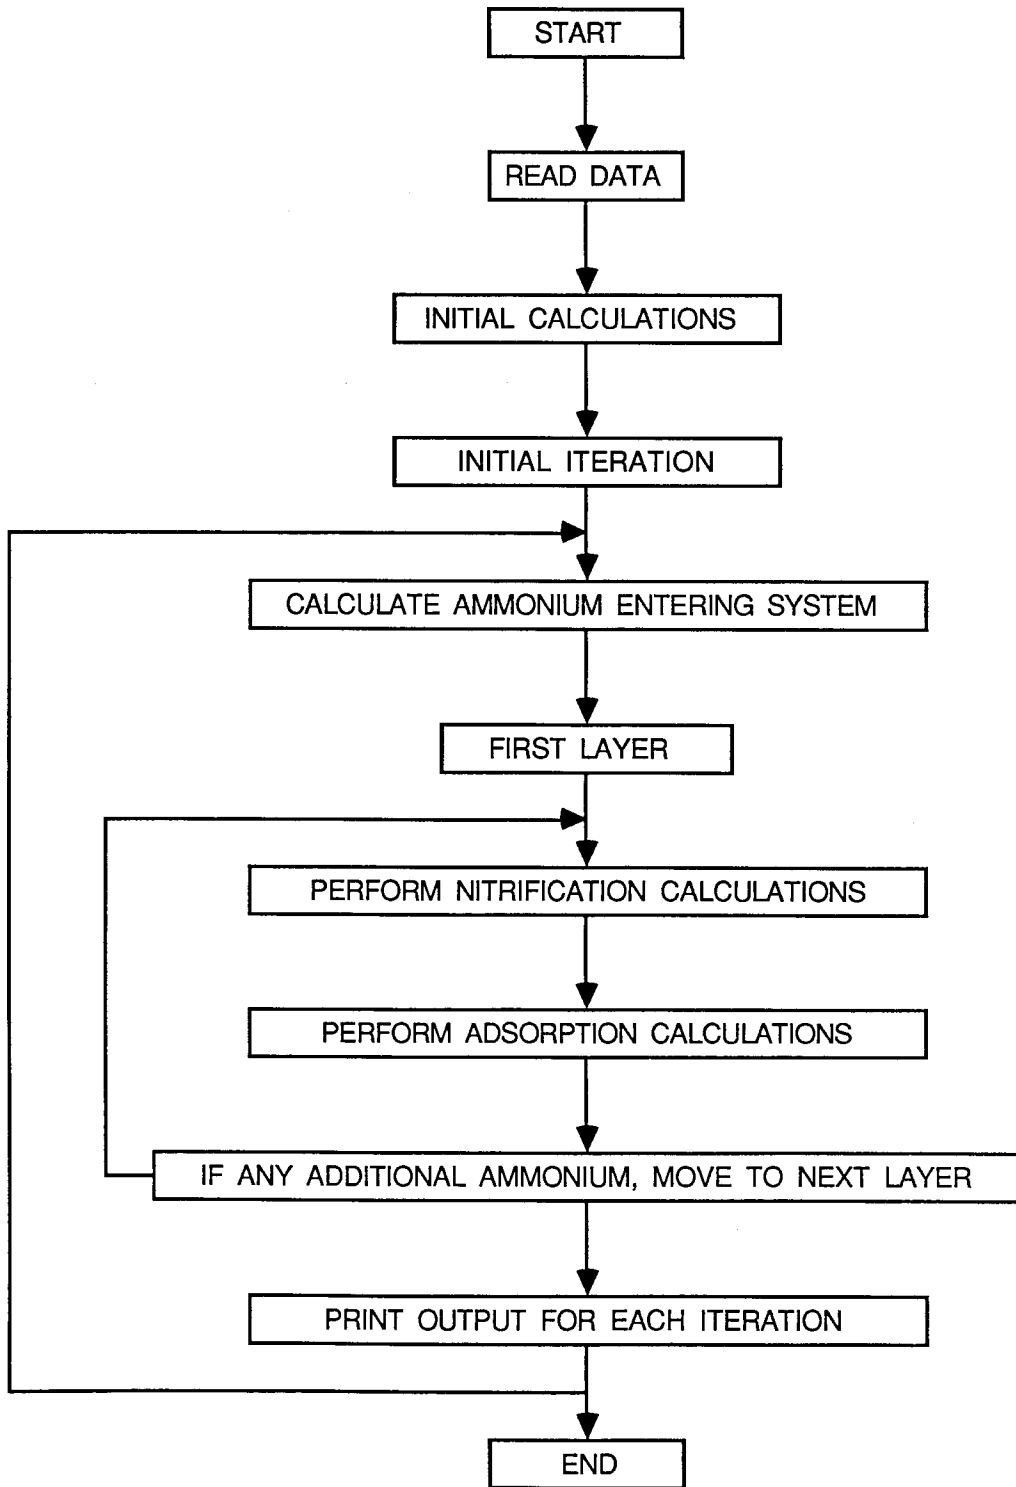 START
READ DATA
INITIAL CALCULATIONS
INITIAL ITERATION
CALCULATE AMMONIUM ENTERING SYSTEM
FIRST LAYER
PERFORM NITRIFICATION CALCULATIONS
PERFORM ADSORPTION CALCULATIONS
IF ANY ADDITIONAL AMMONIUM, MOVE TO NEXT LAYER
PRINT OUTPUT FOR EACH ITERATION
END